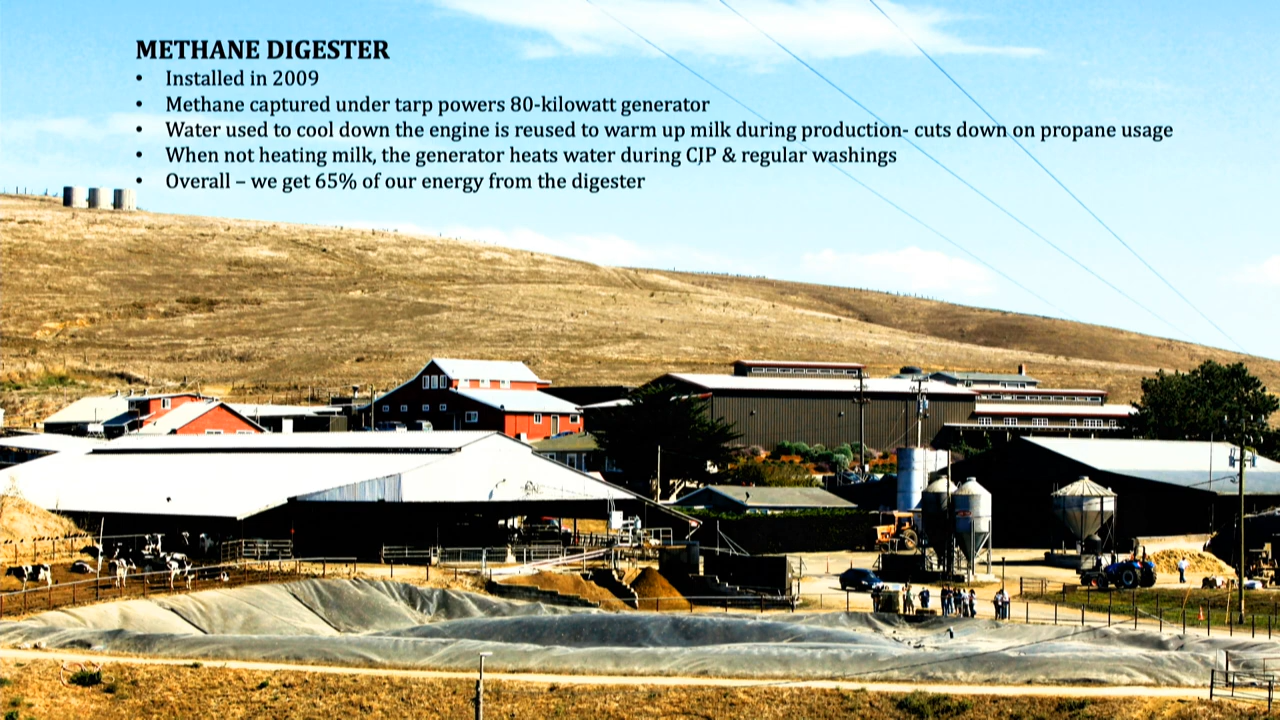 METHANE DIGESTER
• Installed in 2009
• Methane captured under tarp powers 80-kilowatt generator
• Water used to cool down the engine is reused to warm up milk during production- cuts down on propane usage
• When not heating milk, the generator heats water during CJP & regular washings
• Overall – we get 65% of our energy from the digester